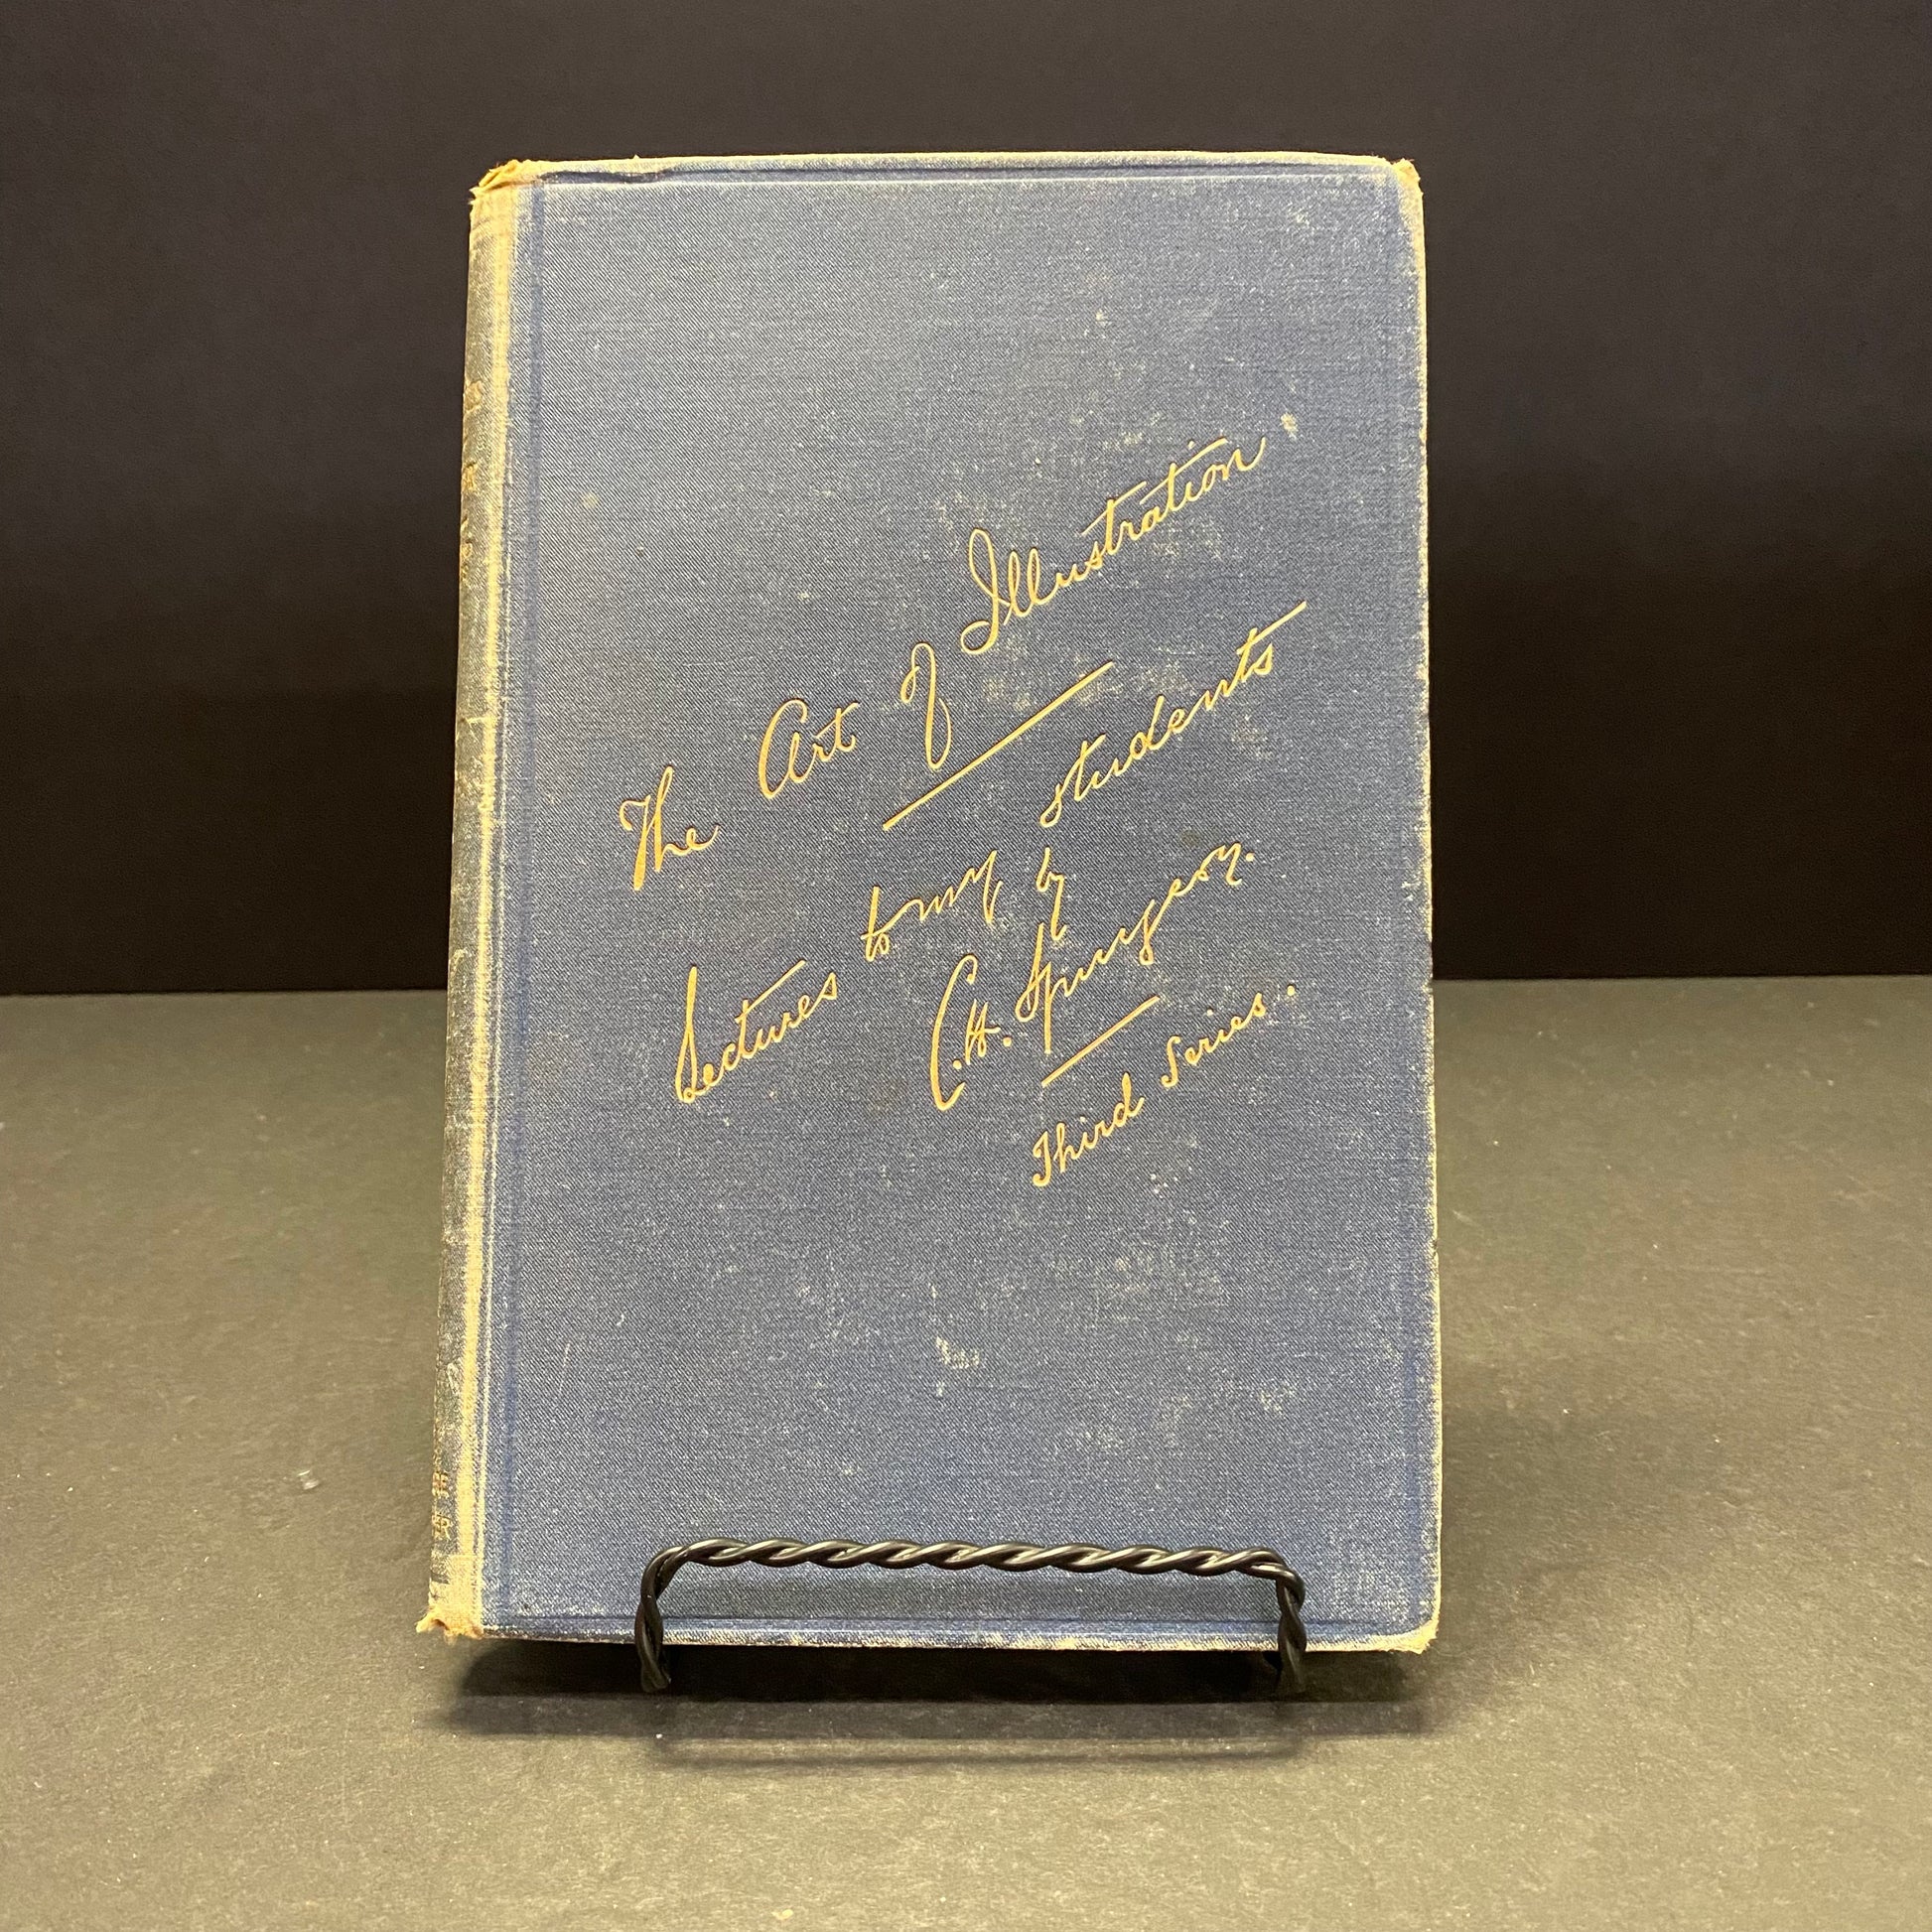 The Art of Illustration
Lectures to my students
by
C.H. Spurgeon.
Third Series.